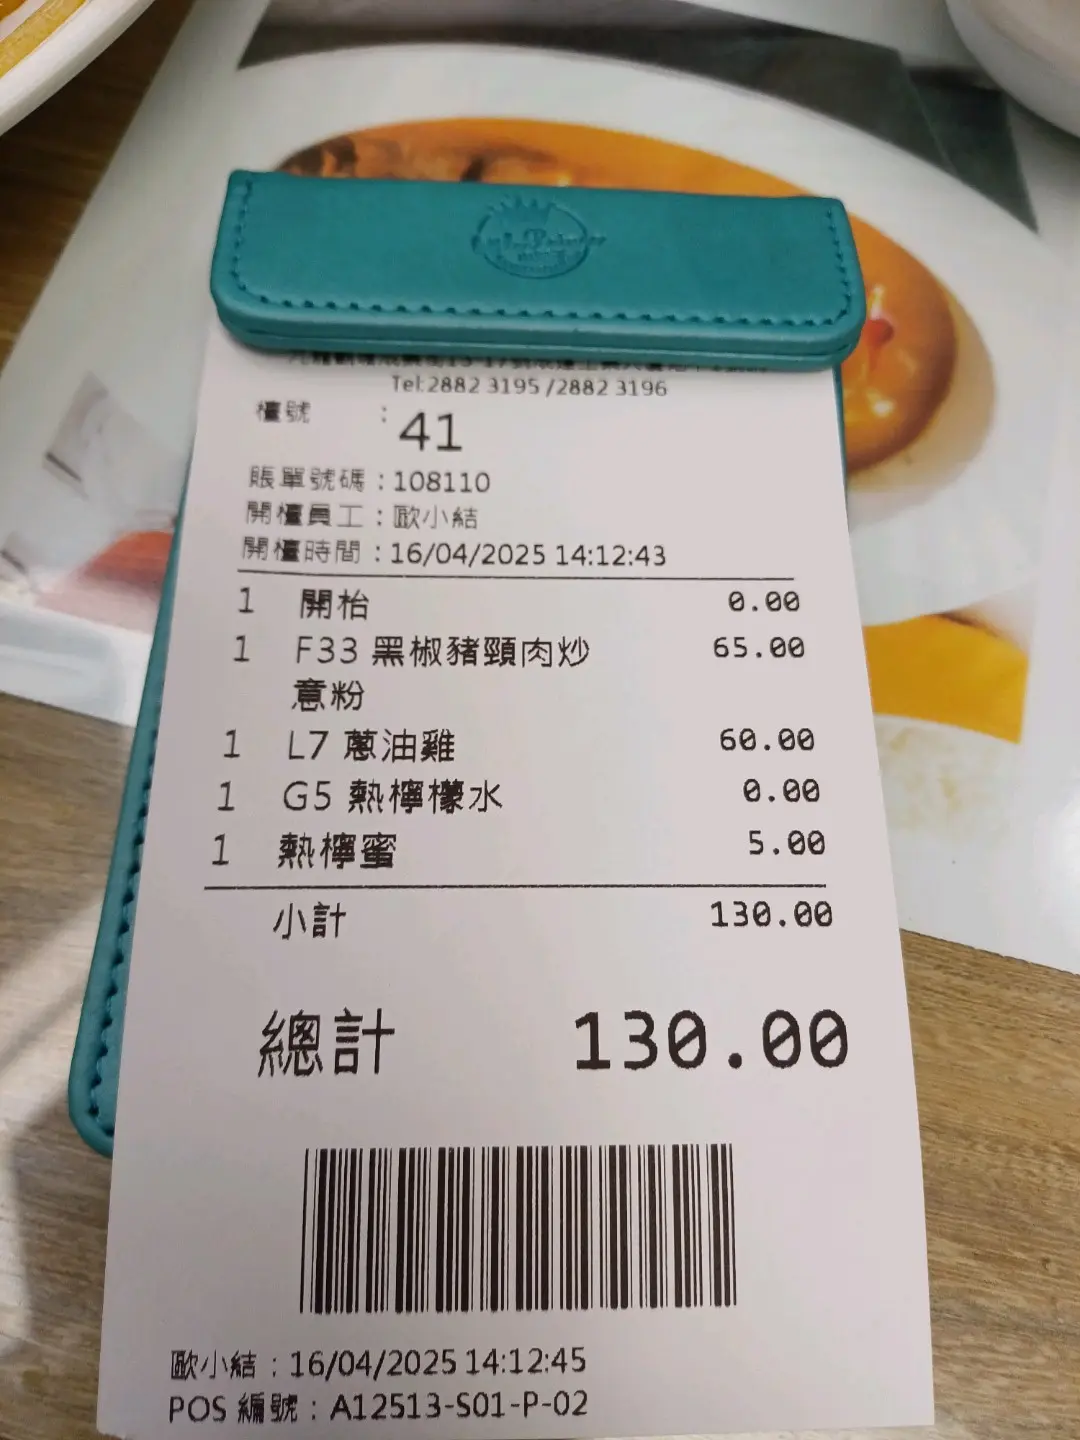 Tel:2882 3195 /2882 3196
檯號 : 41
賬單號碼 : 108110
開檯員工 : 歐小結
開檯時間 : 16/04/2025 14:12:43
1 開枱 0.00
1 F33 黑椒豬頸肉炒 65.00
意粉
1 L7 蔥油雞 60.00
1 G5 熱檸檬水 0.00
1 熱檸蜜 5.00
小計 130.00
總計 130.00
歐小結 : 16/04/2025 14:12:45
POS 編號 : A12513-S01-P-02